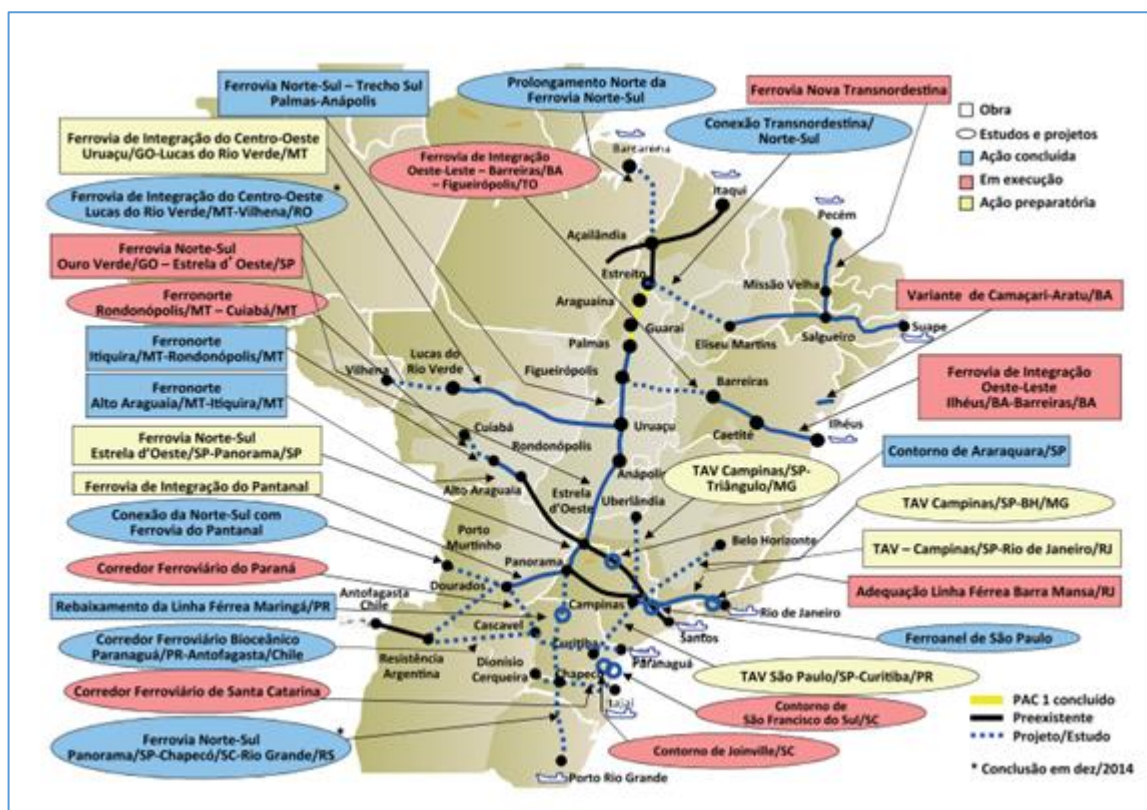 Ferrovia Norte-Sul – Trecho Sul
Palmas-Anápolis
Prolongamento Norte da
Ferrovia Norte-Sul
Ferrovia Nova Transnordestina
Conexão Transnordestina/
Norte-Sul
Obra
Estudos e projetos
Ação concluída
Em execução
Ação preparatória
Ferrovia de Integração do Centro-Oeste
Uruaçu/GO-Lucas do Rio Verde/MT
Ferrovia de Integração
Oeste-Leste – Barreiras/BA
– Figueirópolis/TO
Ferrovia de Integração do Centro-Oeste
Lucas do Rio Verde/MT-Vilhena/RO
*
Ferrovia Norte-Sul
Ouro Verde/GO – Estrela d' Oeste/SP
Ferronorte
Rondonópolis/MT – Cuiabá/MT
Ferronorte
Itiquira/MT-Rondonópolis/MT
Ferronorte
Alto Araguaia/MT-Itiquira/MT
Ferrovia Norte-Sul
Estrela d'Oeste/SP-Panorama/SP
Ferrovia de Integração do Pantanal
Conexão da Norte-Sul com
Ferrovia do Pantanal
Corredor Ferroviário do Paraná
Rebaixamento da Linha Férrea Maringá/PR
Corredor Ferroviário Bioceânico
Paranaguá/PR-Antofagasta/Chile
Corredor Ferroviário de Santa Catarina
Ferrovia Norte-Sul
Panorama/SP-Chapecó/SC-Rio Grande/RS
*
Barcarena
Itaqui
Açailândia
Pecém
Estreito
Araguaína
Missão Velha
Guaraí
Palmas
Eliseu Martins
Salgueiro
Suape
Figueirópolis
Barreiras
Lucas do
Rio Verde
Vilhena
Uruaçu
Caetité
Ilhéus
Cuiabá
Rondonópolis
Anápolis
Alto Araguaia
Estrela
d'Oeste
Uberlândia
Porto
Murtinho
Panorama
Belo Horizonte
Dourados
Antofagasta
Chile
Campinas
Rio de Janeiro
Santos
Cascavel
Curitiba
Paranaguá
Resistência
Argentina
Dionísio
Cerqueira
Chapecó
Porto Rio Grande
Variante de Camaçari-Aratu/BA
Ferrovia de Integração
Oeste-Leste
Ilhéus/BA-Barreiras/BA
Contorno de Araraquara/SP
TAV Campinas/SP-
Triângulo/MG
TAV Campinas/SP-BH/MG
TAV – Campinas/SP-Rio de Janeiro/RJ
Adequação Linha Férrea Barra Mansa/RJ
Ferroanel de São Paulo
TAV São Paulo/SP-Curitiba/PR
Contorno de
São Francisco do Sul/SC
Contorno de Joinville/SC
PAC 1 concluído
Preexistente
Projeto/Estudo
* Conclusão em dez/2014